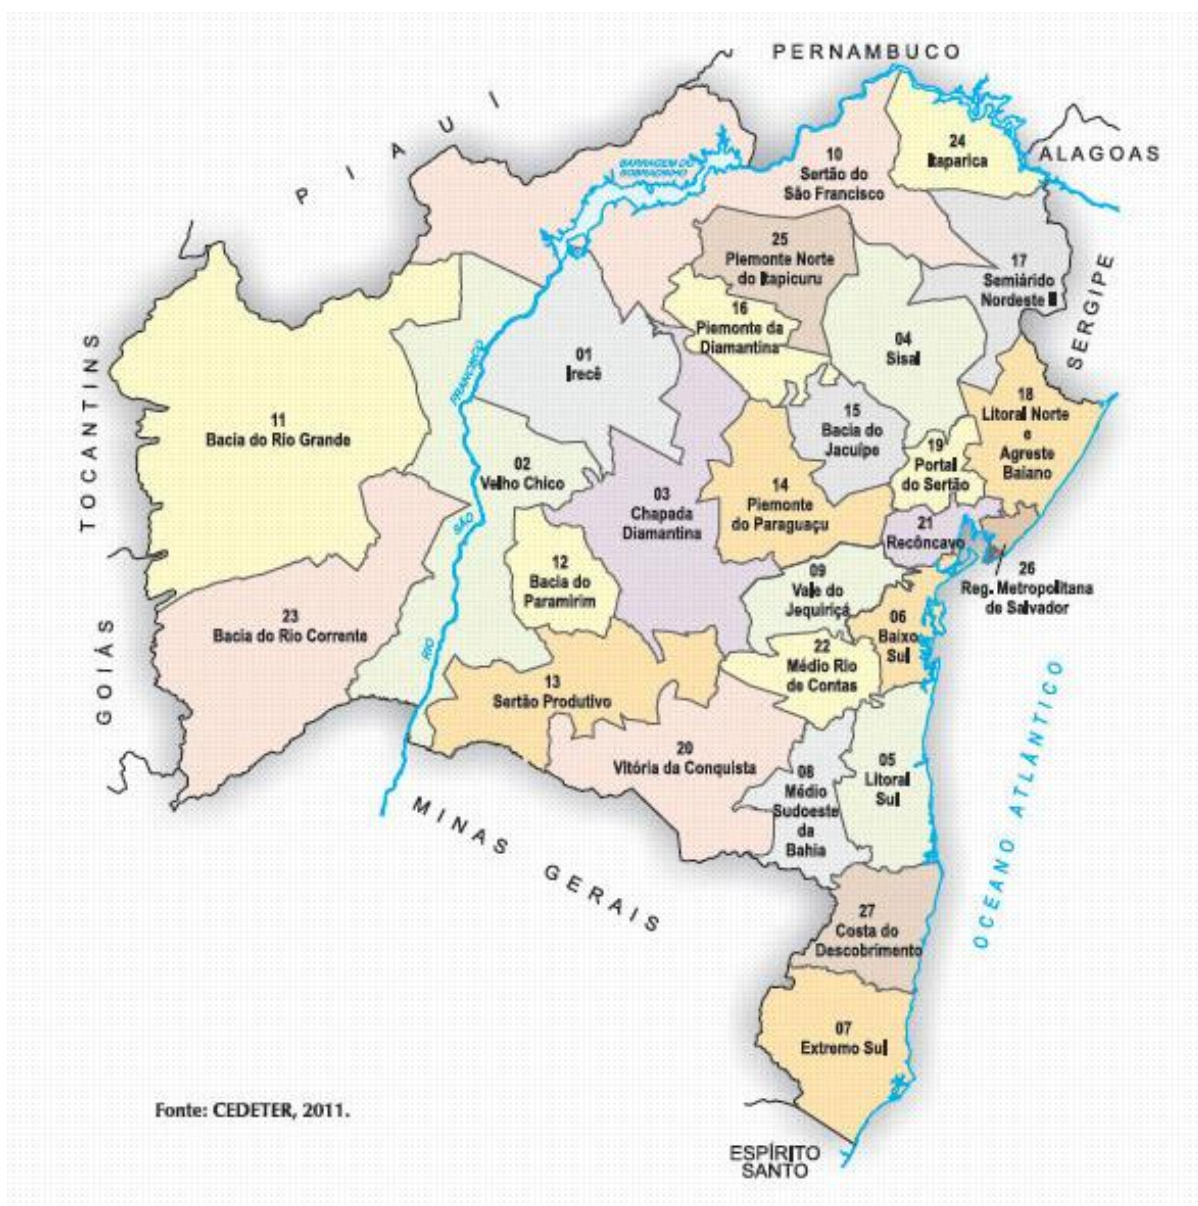 PERNAMBUCO
PIAUÍ
ALAGOAS
SERGIPE
TOCANTINS
GOIÁS
MINAS GERAIS
ESPÍRITO
SANTO
OCEANO ATLÂNTICO
BARRAGEM DO
SOBRADINHO
RIO SÃO FRANCISCO
24
Itaparica
10
Sertão do
São Francisco
25
Piemonte Norte
do Itapicuru
17
Semiárido
Nordeste II
16
Piemonte da
Diamantina
04
Sisal
01
Irecê
18
Litoral Norte
e
Agreste
Baiano
11
Bacia do Rio Grande
15
Bacia do
Jacuípe
19
Portal
do Sertão
02
Velho Chico
03
Chapada
Diamantina
14
Piemonte
do Paraguaçu
21
Recôncavo
26
Reg. Metropolitana
de Salvador
12
Bacia do
Paramirim
09
Vale do
Jequiriçá
06
Baixo
Sul
23
Bacia do Rio Corrente
22
Médio Rio
de Contas
13
Sertão Produtivo
20
Vitória da Conquista
08
Médio
Sudoeste
da
Bahia
05
Litoral
Sul
27
Costa do
Descobrimento
07
Extremo Sul
Fonte: CEDETER, 2011.